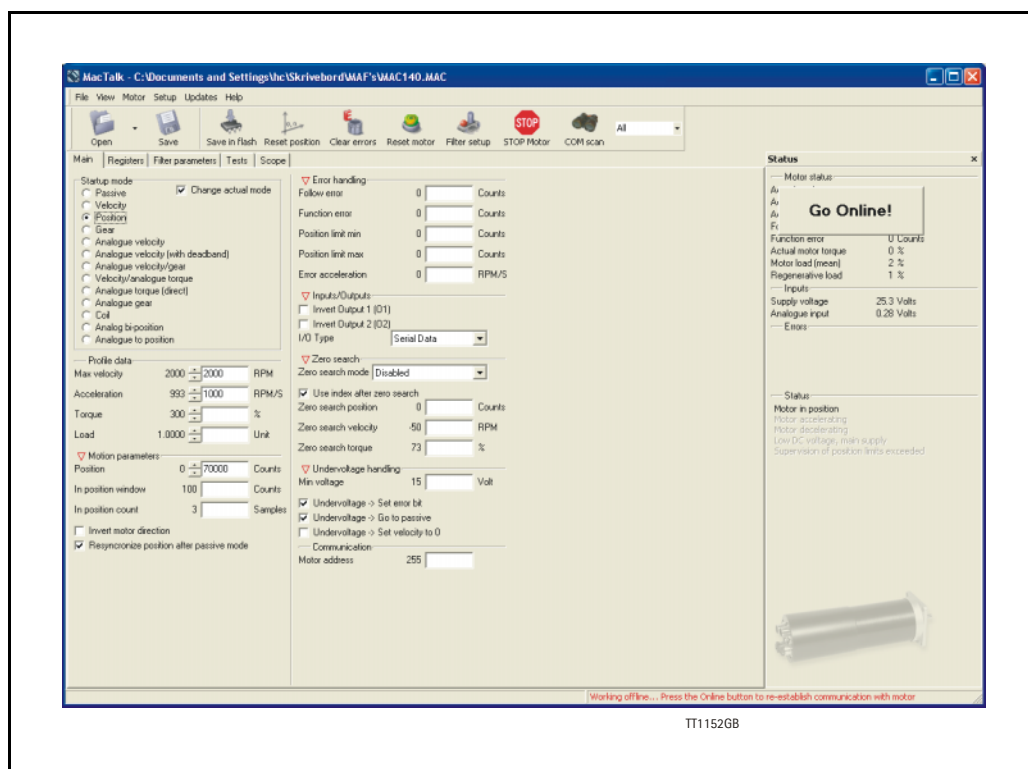 MacTalk - C:\Documents and Settings\hc\Skrivebord\MAF's\MAC140.MAC
File View Motor Setup Updates Help
Open Save Save in flash Reset position Clear errors Reset motor Filter setup STOP Motor COM scan All
E
STOP
Main Registers Filter parameters Tests Scope
Startup mode
Change actual mode
Passive
Velocity
Position
Gear
Analogue velocity
Analogue velocity (with deadband)
Analogue velocity/gear
Velocity/analogue torque
Analogue torque (direct)
Analogue gear
Coil
Analog bi-position
Analogue to position
Profile data
Max velocity 2000 2000 RPM
Acceleration 993 1000 RPM/S
Torque 300 %
Load 1.0000 Unit
Motion parameters
Position 0 70000 Counts
In position window 100 Counts
In position count 3 Samples
Invert motor direction
Resyncronize position after passive mode
Error handling
Follow error 0 Counts
Function error 0 Counts
Position limit min 0 Counts
Position limit max 0 Counts
Error acceleration 0 RPM/S
Inputs/Outputs
Invert Output 1 (O1)
Invert Output 2 (O2)
I/O Type Serial Data
Zero search
Zero search mode Disabled
Use index after zero search
Zero search position 0 Counts
Zero search velocity -50 RPM
Zero search torque 73 %
Undervoltage handling
Min voltage 15 Volt
Undervoltage -> Set error bit
Undervoltage -> Go to passive
Undervoltage -> Set velocity to 0
Communication
Motor address 255
Status x
Motor status
Go Online!
Function error 0 Counts
Actual motor torque 0 %
Motor load (mean) 2 %
Regenerative load 1 %
Inputs
Supply voltage 25.3 Volts
Analogue input 0.28 Volts
Errors
Status
Motor in position
Motor accelerating
Motor decelerating
Low DC voltage, main supply
Supervision of position limits exceeded
Working offline... Press the Online button to re-establish communication with motor
TT1152GB